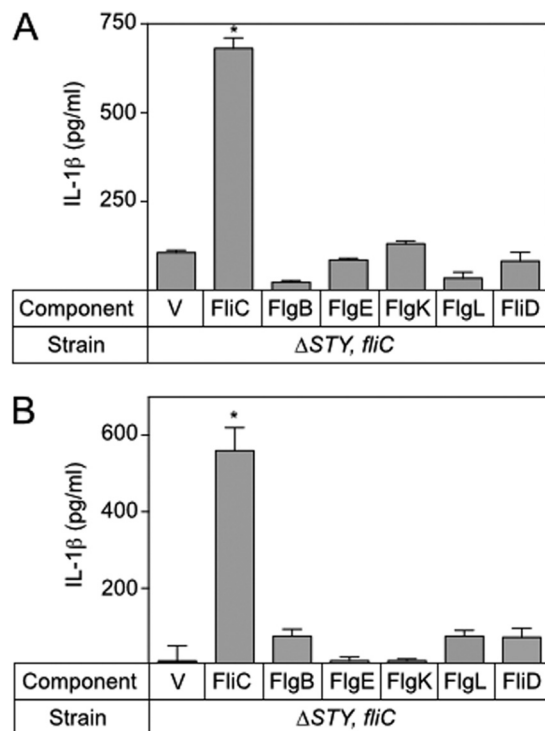 A
750
500
250
IL-1β (pg/ml)
*
Component V FliC FlgB FlgE FlgK FlgL FliD
Strain ΔSTY, fliC
B
600
400
200
IL-1β (pg/ml)
*
Component V FliC FlgB FlgE FlgK FlgL FliD
Strain ΔSTY, fliC